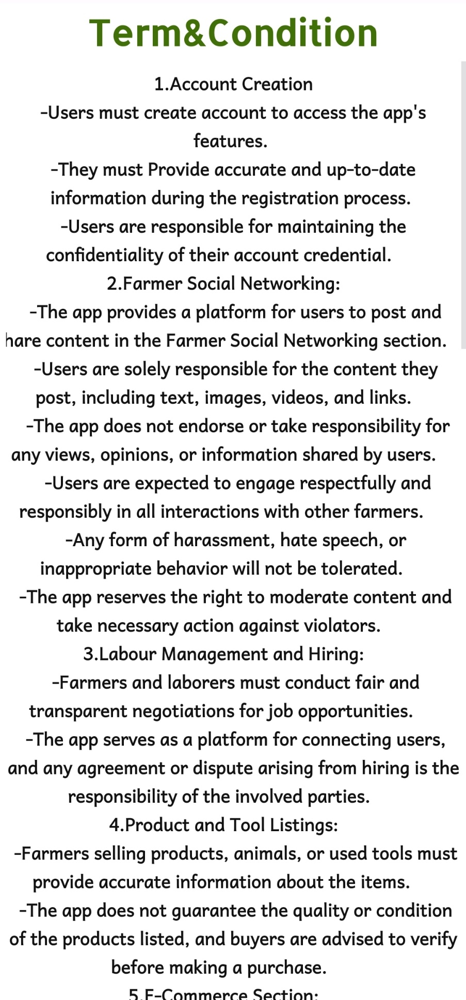 Term&Condition
1.Account Creation
-Users must create account to access the app's
features.
-They must Provide accurate and up-to-date
information during the registration process.
-Users are responsible for maintaining the
confidentiality of their account credential.
2.Farmer Social Networking:
-The app provides a platform for users to post and
hare content in the Farmer Social Networking section.
-Users are solely responsible for the content they
post, including text, images, videos, and links.
-The app does not endorse or take responsibility for
any views, opinions, or information shared by users.
-Users are expected to engage respectfully and
responsibly in all interactions with other farmers.
-Any form of harassment, hate speech, or
inappropriate behavior will not be tolerated.
-The app reserves the right to moderate content and
take necessary action against violators.
3.Labour Management and Hiring:
-Farmers and laborers must conduct fair and
transparent negotiations for job opportunities.
-The app serves as a platform for connecting users,
and any agreement or dispute arising from hiring is the
responsibility of the involved parties.
4.Product and Tool Listings:
-Farmers selling products, animals, or used tools must
provide accurate information about the items.
-The app does not guarantee the quality or condition
of the products listed, and buyers are advised to verify
before making a purchase.
5.E-Commerce Section: